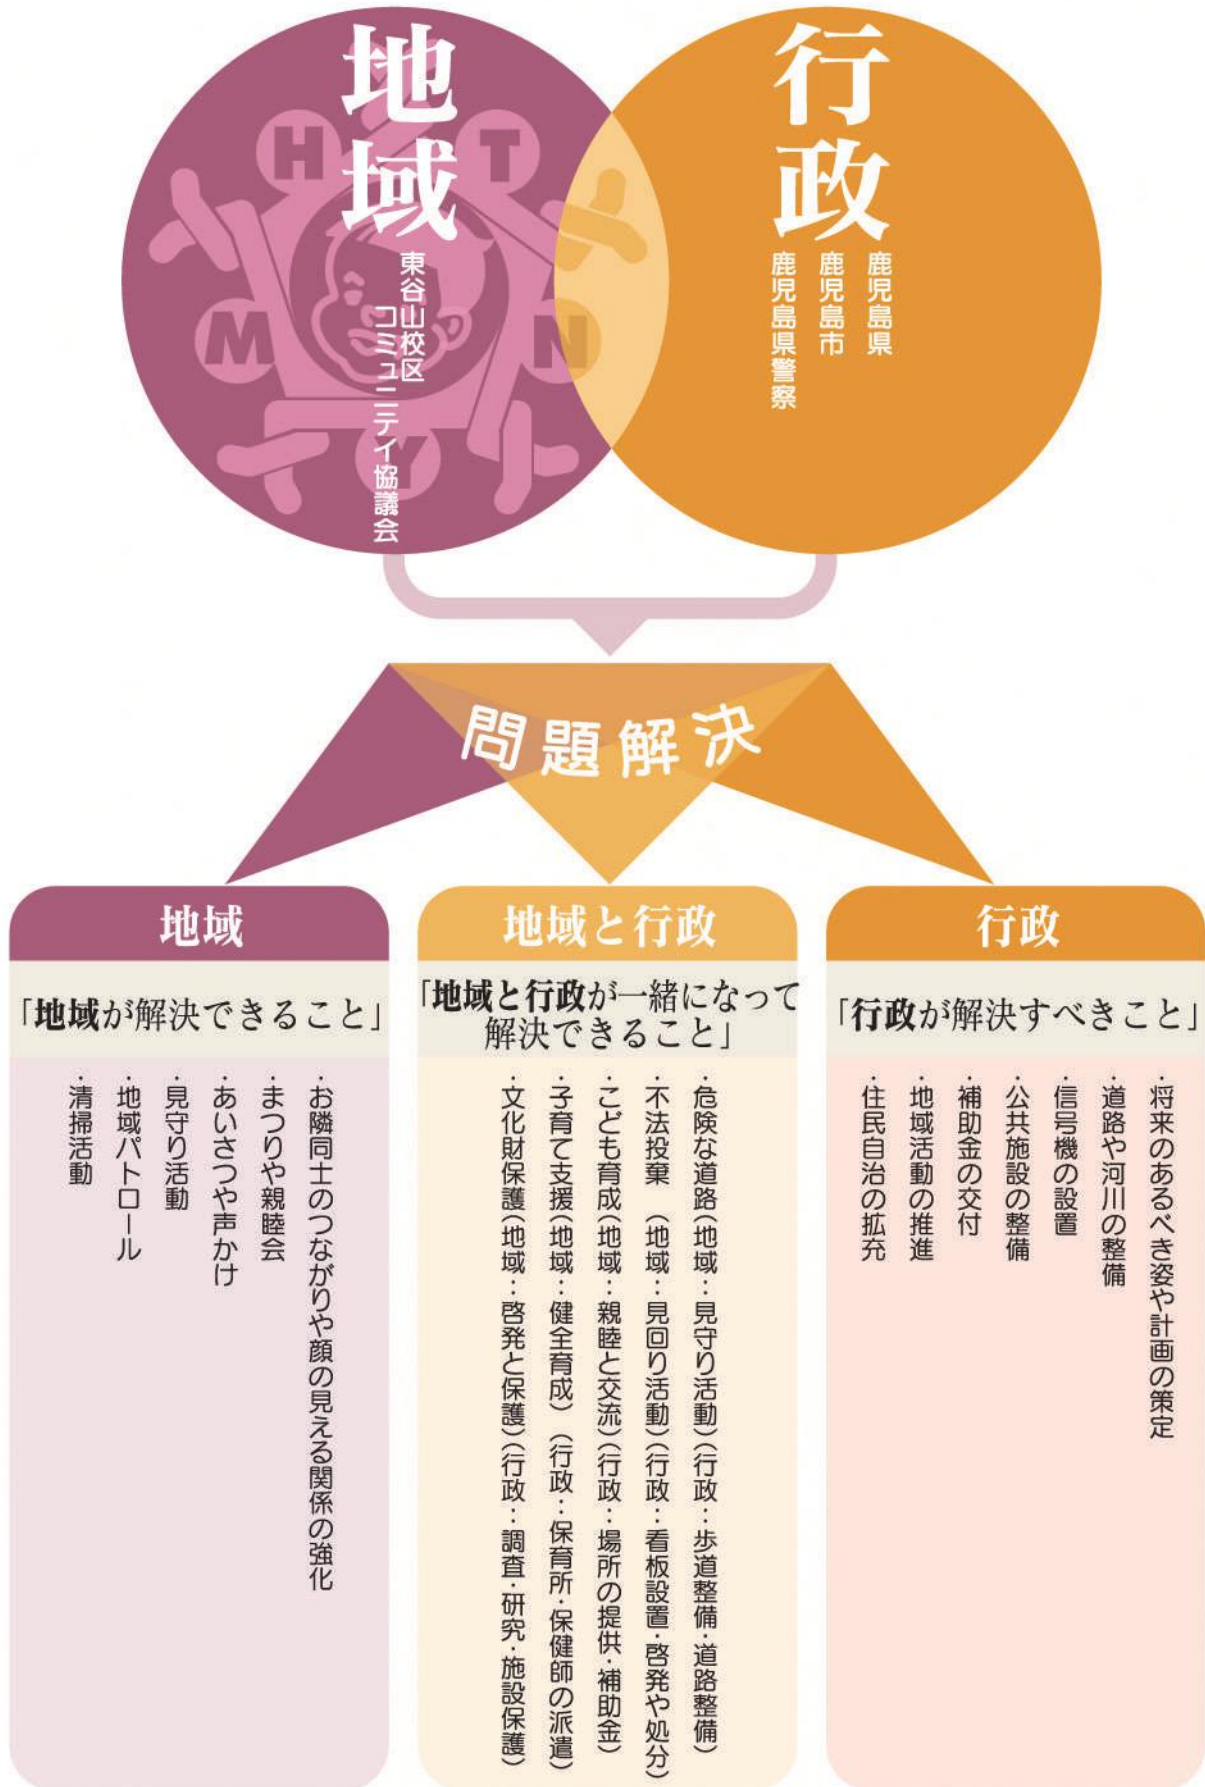 地域
東谷山校区
コミュニテイ協議会
H
T
M
N
Y
行政
鹿児島県
鹿児島市
鹿児島県警察
問題解決
地域
「地域が解決できること」
・お隣同士のつながりや顔の見える関係の強化
・まつりや親睦会
・あいさつや声かけ
・見守り活動
・地域パトロール
・清掃活動
地域と行政
「地域と行政が一緒になって
解決できること」
・危険な道路(地域：見守り活動)(行政：歩道整備・道路整備)
・不法投棄　(地域：見回り活動)(行政：看板設置・啓発や処分)
・こども育成(地域：親睦と交流)(行政：場所の提供・補助金)
・子育て支援(地域：健全育成)　(行政：保育所・保健師の派遣)
・文化財保護(地域：啓発と保護)(行政：調査・研究・施設保護)
行政
「行政が解決すべきこと」
・将来のあるべき姿や計画の策定
・道路や河川の整備
・信号機の設置
・公共施設の整備
・補助金の交付
・地域活動の推進
・住民自治の拡充